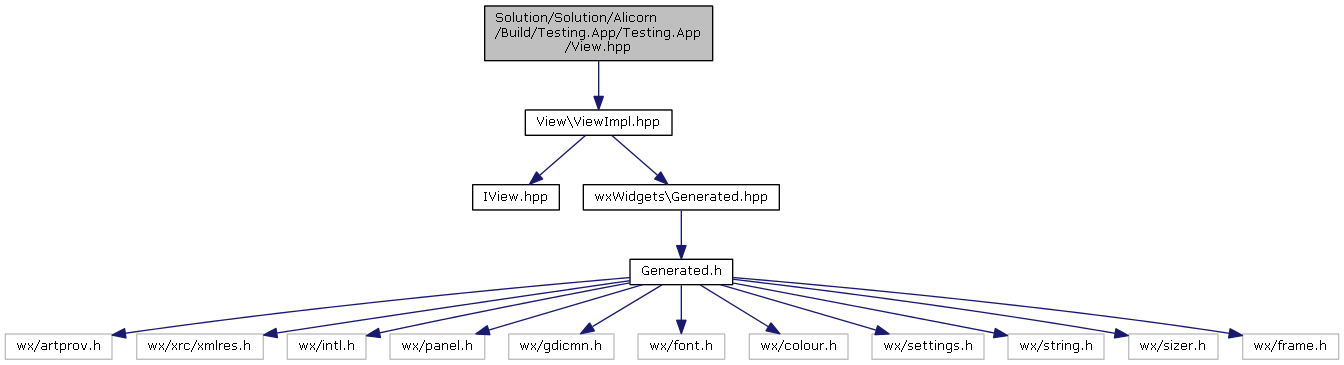 Solution/Solution/Alicorn
/Build/Testing.App/Testing.App
/View.hpp
View\ViewImpl.hpp
IView.hpp
wxWidgets\Generated.hpp
Generated.h
wx/artprov.h
wx/xrc/xmlres.h
wx/intl.h
wx/panel.h
wx/gdicmn.h
wx/font.h
wx/colour.h
wx/settings.h
wx/string.h
wx/sizer.h
wx/frame.h